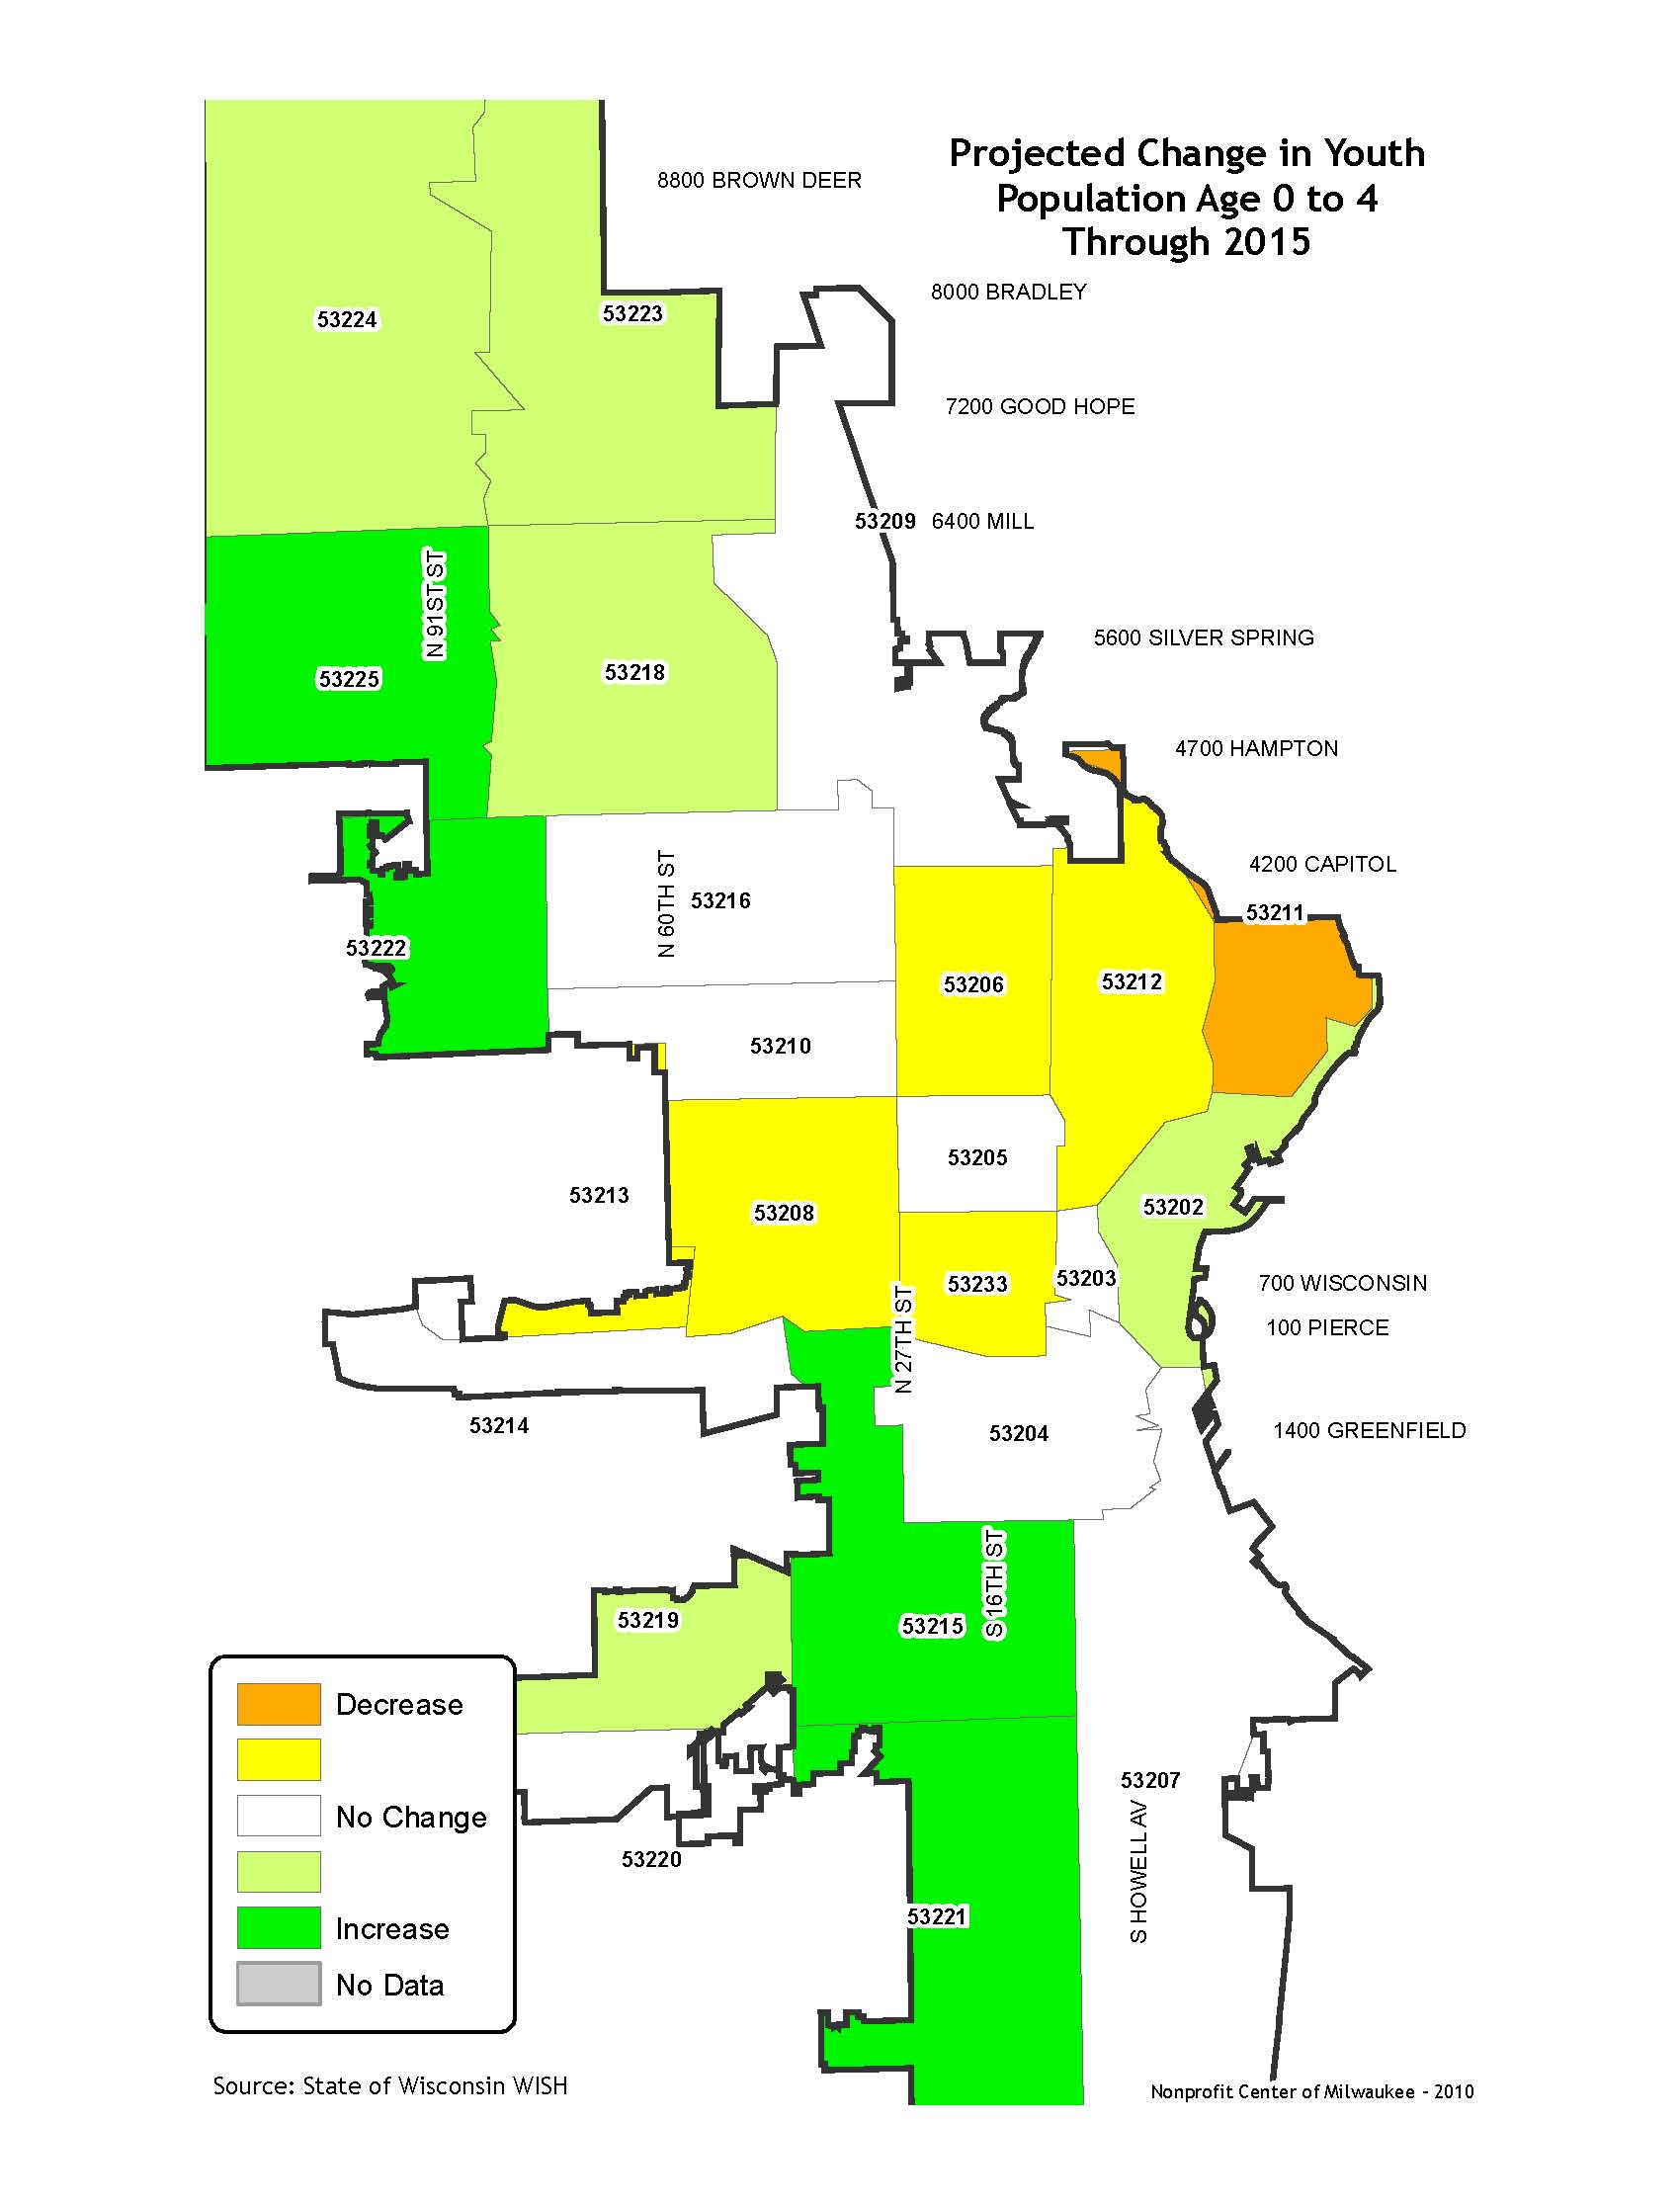 Projected Change in Youth
Population Age 0 to 4
Through 2015
8800 BROWN DEER
8000 BRADLEY
53224
53223
7200 GOOD HOPE
53209
6400 MILL
N 91ST ST
5600 SILVER SPRING
53225
53218
4700 HAMPTON
4200 CAPITOL
N 60TH ST
53216
53211
53222
53206
53212
53210
53205
53213
53208
53202
53233
53203
700 WISCONSIN
100 PIERCE
N 27TH ST
53214
53204
1400 GREENFIELD
S 16TH ST
53219
53215
Decrease
No Change
Increase
No Data
53207
S HOWELL AV
53220
53221
Source: State of Wisconsin WISH
Nonprofit Center of Milwaukee - 2010